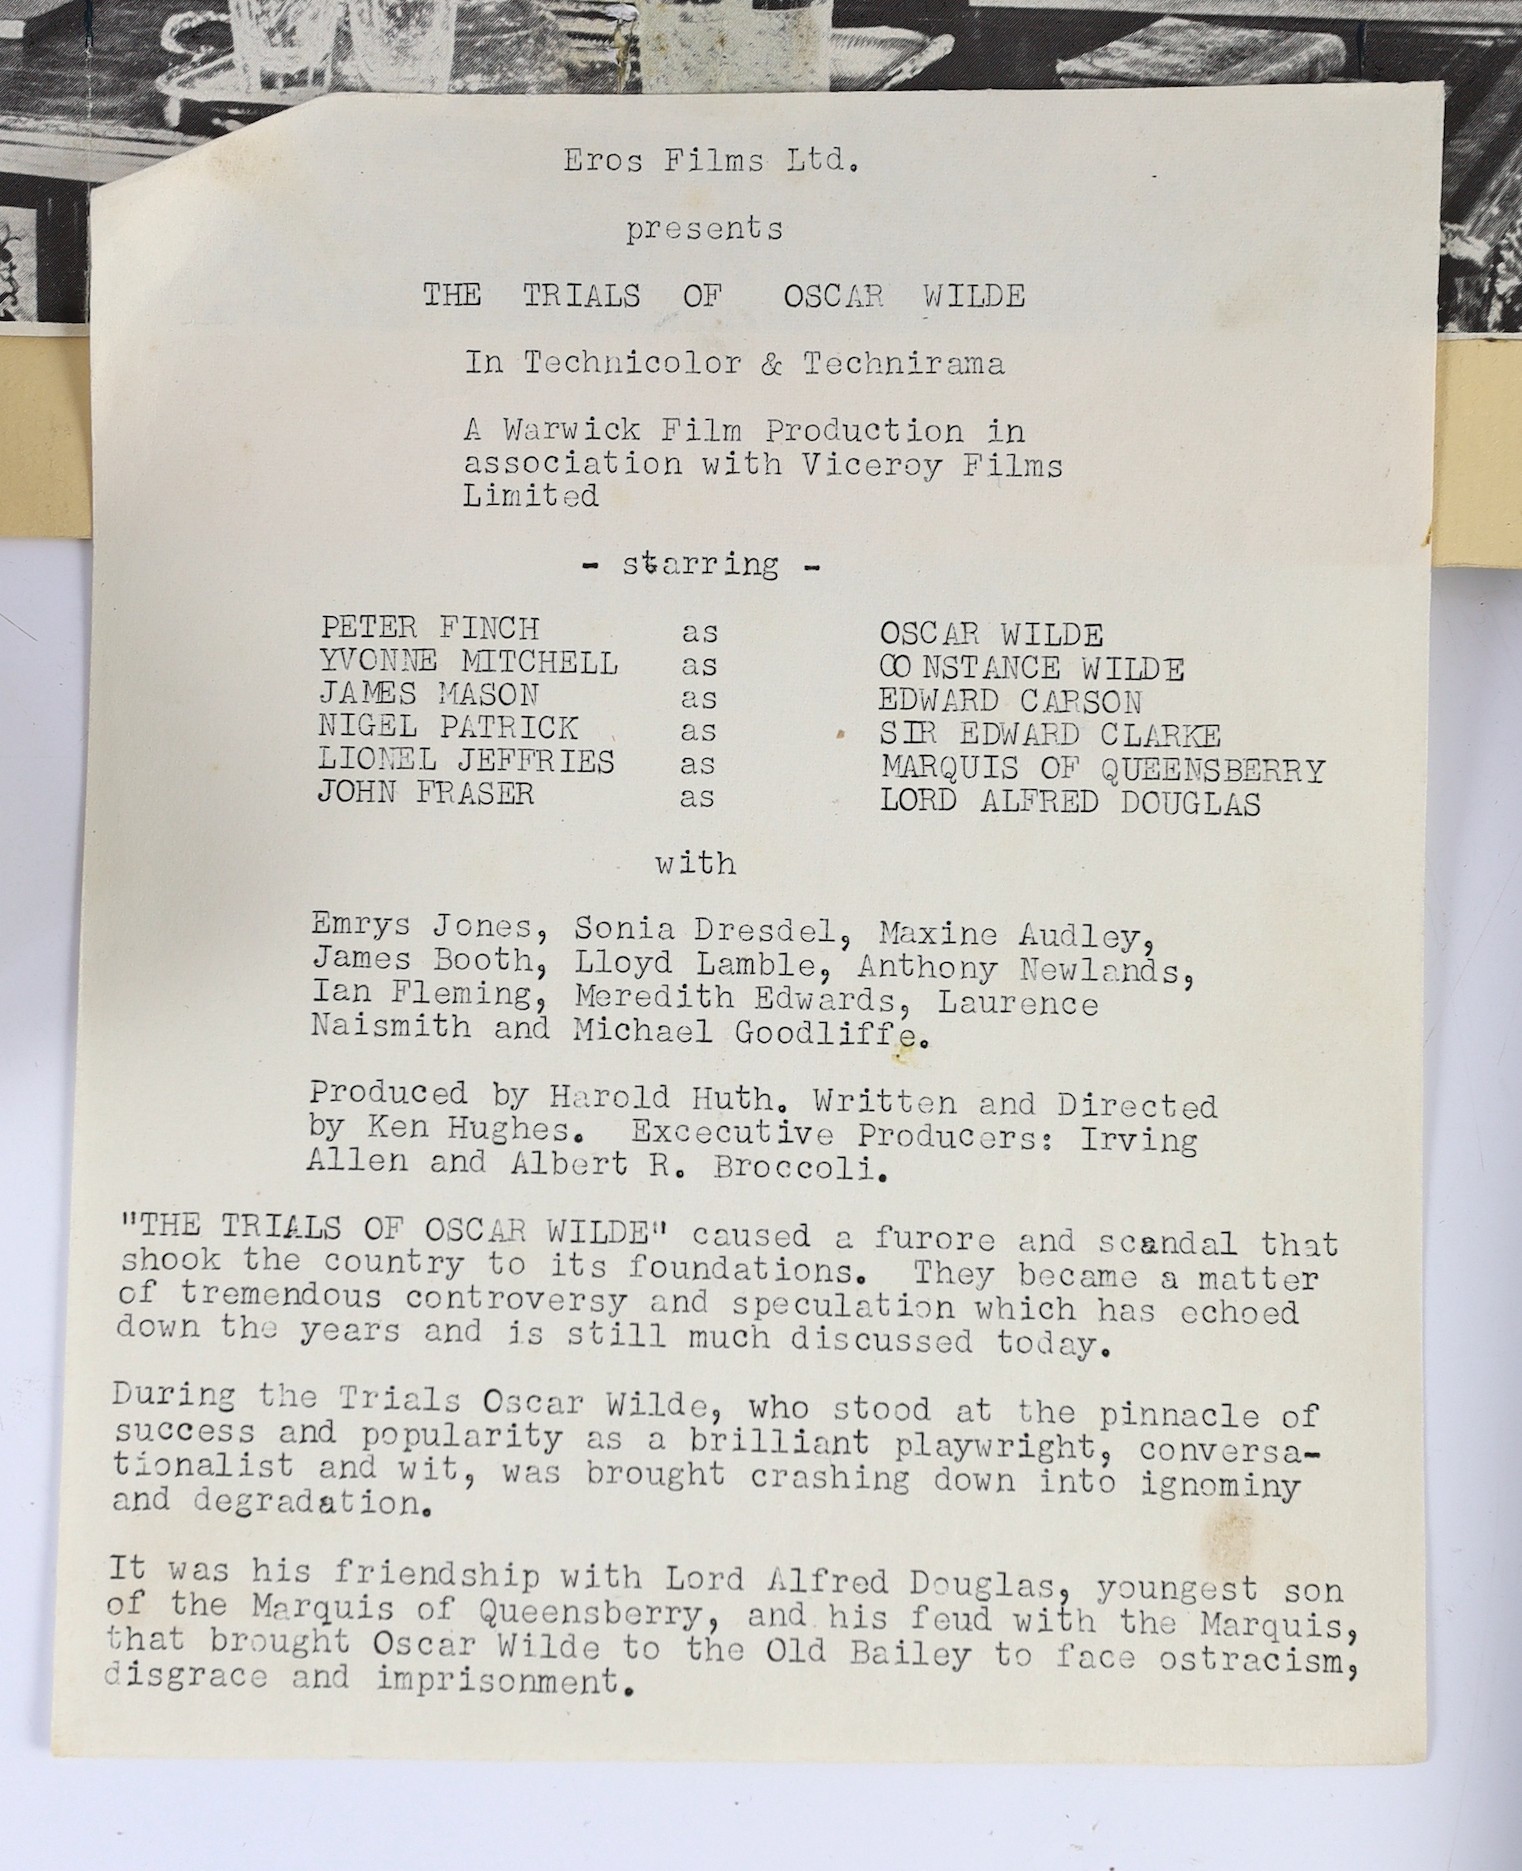 Eros Films Ltd.
presents
THE TRIALS OF OSCAR WILDE
In Technicolor & Technirama
A Warwick Film Production in
association with Viceroy Films
Limited
- starring -
PETER FINCH as OSCAR WILDE
YVONNE MITCHELL as CO NSTANCE WILDE
JAMES MASON as EDWARD CARSON
NIGEL PATRICK as SIR EDWARD CLARKE
LIONEL JEFFRIES as MARQUIS OF QUEENSBERRY
JOHN FRASER as LORD ALFRED DOUGLAS
with
Emrys Jones, Sonia Dresdel, Maxine Audley,
James Booth, Lloyd Lamble, Anthony Newlands,
Ian Fleming, Meredith Edwards, Laurence
Naismith and Michael Goodliffe.
Produced by Harold Huth. Written and Directed
by Ken Hughes. Excecutive Producers: Irving
Allen and Albert R. Broccoli.
"THE TRIALS OF OSCAR WILDE" caused a furore and scandal that
shook the country to its foundations. They became a matter
of tremendous controversy and speculation which has echoed
down the years and is still much discussed today.
During the Trials Oscar Wilde, who stood at the pinnacle of
success and popularity as a brilliant playwright, conversa-
tionalist and wit, was brought crashing down into ignominy
and degradation.
It was his friendship with Lord Alfred Douglas, youngest son
of the Marquis of Queensberry, and his feud with the Marquis,
that brought Oscar Wilde to the Old Bailey to face ostracism,
disgrace and imprisonment.